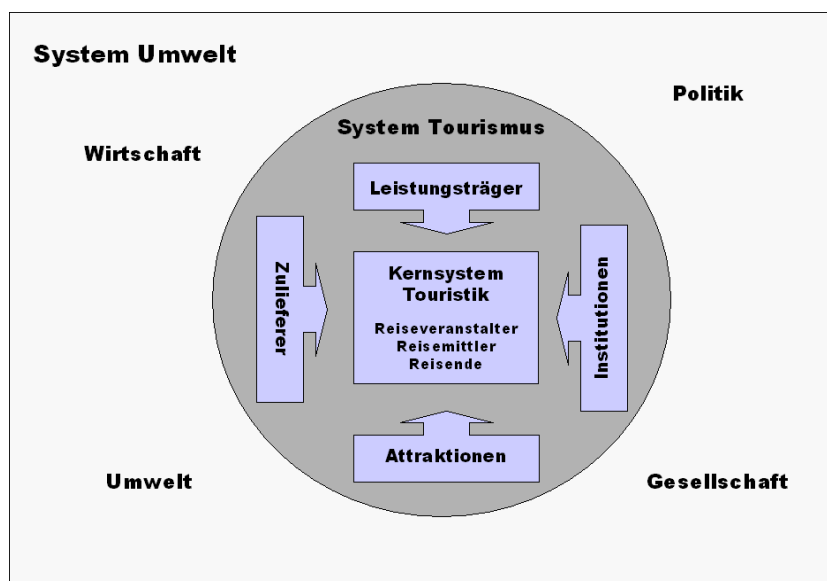 System Umwelt
Politik
System Tourismus
Wirtschaft
Leistungsträger
Zulieferer
Kernsystem
Touristik
Reiseveranstalter
Reisemittler
Reisende
Institutionen
Attraktionen
Umwelt
Gesellschaft